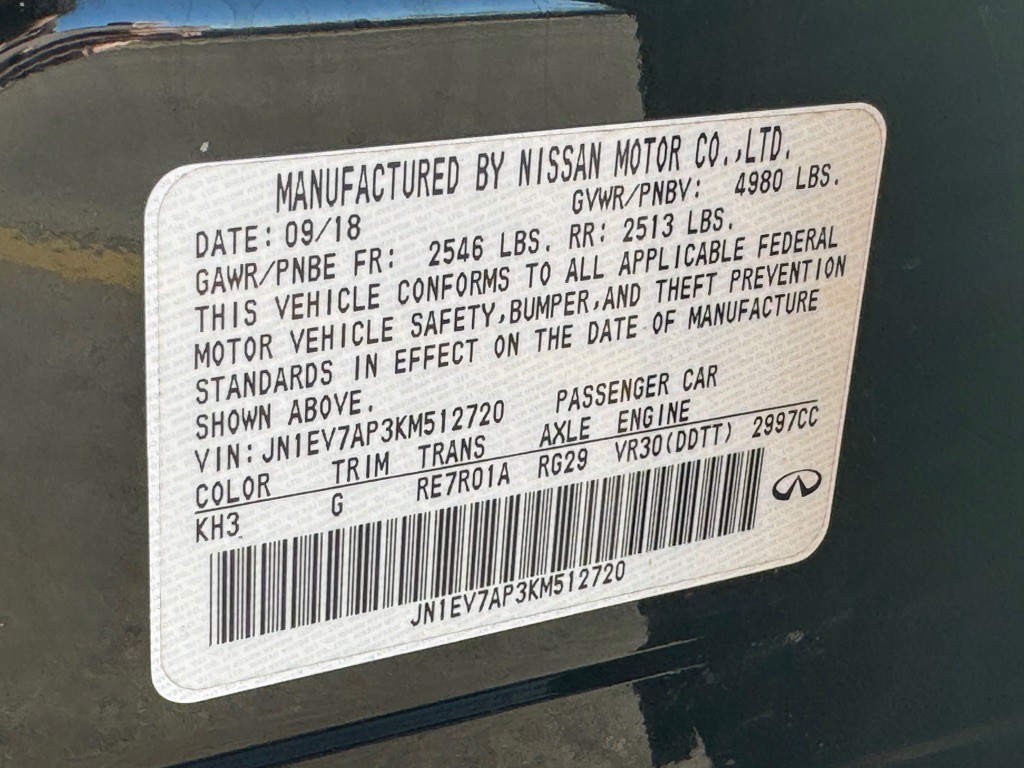 MANUFACTURED BY NISSAN MOTOR CO.,LTD.
DATE: 09/18 GVWR/PNBV: 4980 LBS.
GAWR/PNBE FR: 2546 LBS. RR: 2513 LBS.
THIS VEHICLE CONFORMS TO ALL APPLICABLE FEDERAL
MOTOR VEHICLE SAFETY,BUMPER,AND THEFT PREVENTION
STANDARDS IN EFFECT ON THE DATE OF MANUFACTURE
SHOWN ABOVE.
VIN: JN1EV7AP3KM512720 PASSENGER CAR
COLOR TRIM TRANS AXLE ENGINE
KH3 G RE7R01A RG29 VR30(DDTT) 2997CC
JN1EV7AP3KM512720